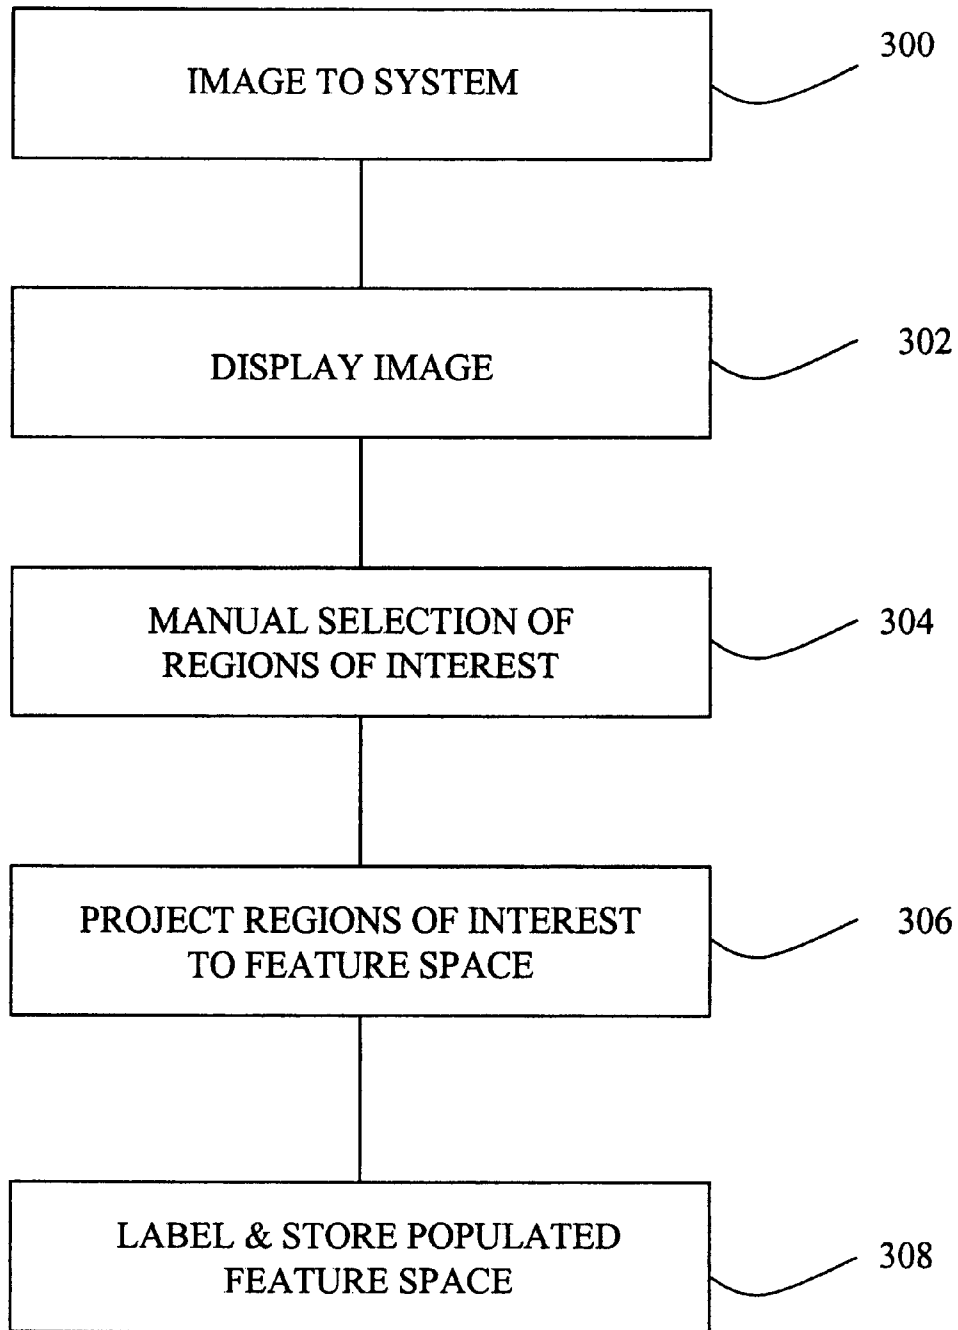 IMAGE TO SYSTEM
300
DISPLAY IMAGE
302
MANUAL SELECTION OF
REGIONS OF INTEREST
304
PROJECT REGIONS OF INTEREST
TO FEATURE SPACE
306
LABEL & STORE POPULATED
FEATURE SPACE
308